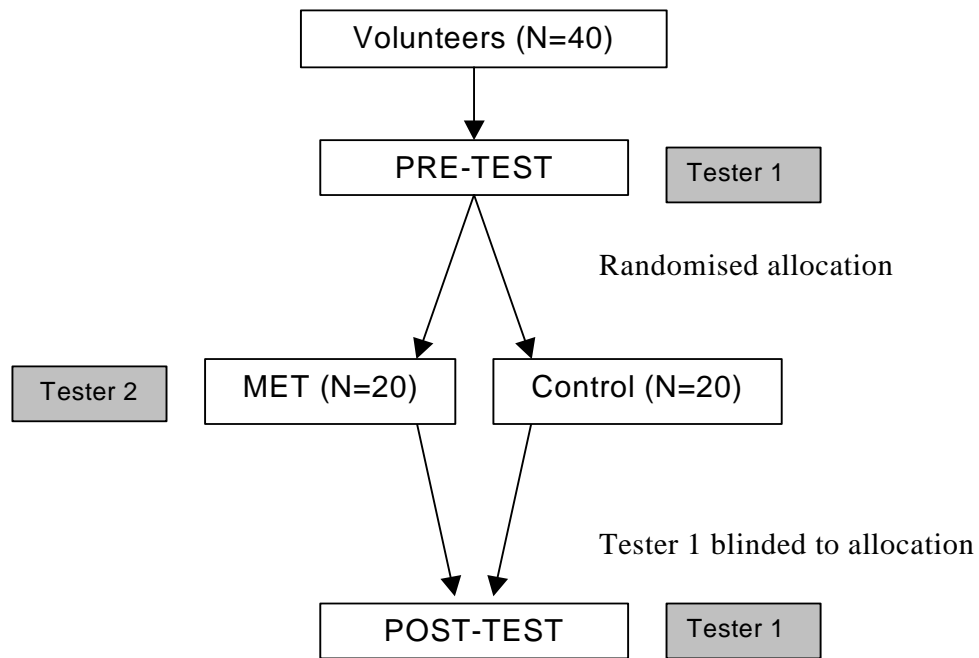 Volunteers (N=40)
PRE-TEST
Tester 1
Randomised allocation
Tester 2
MET (N=20)
Control (N=20)
Tester 1 blinded to allocation
POST-TEST
Tester 1